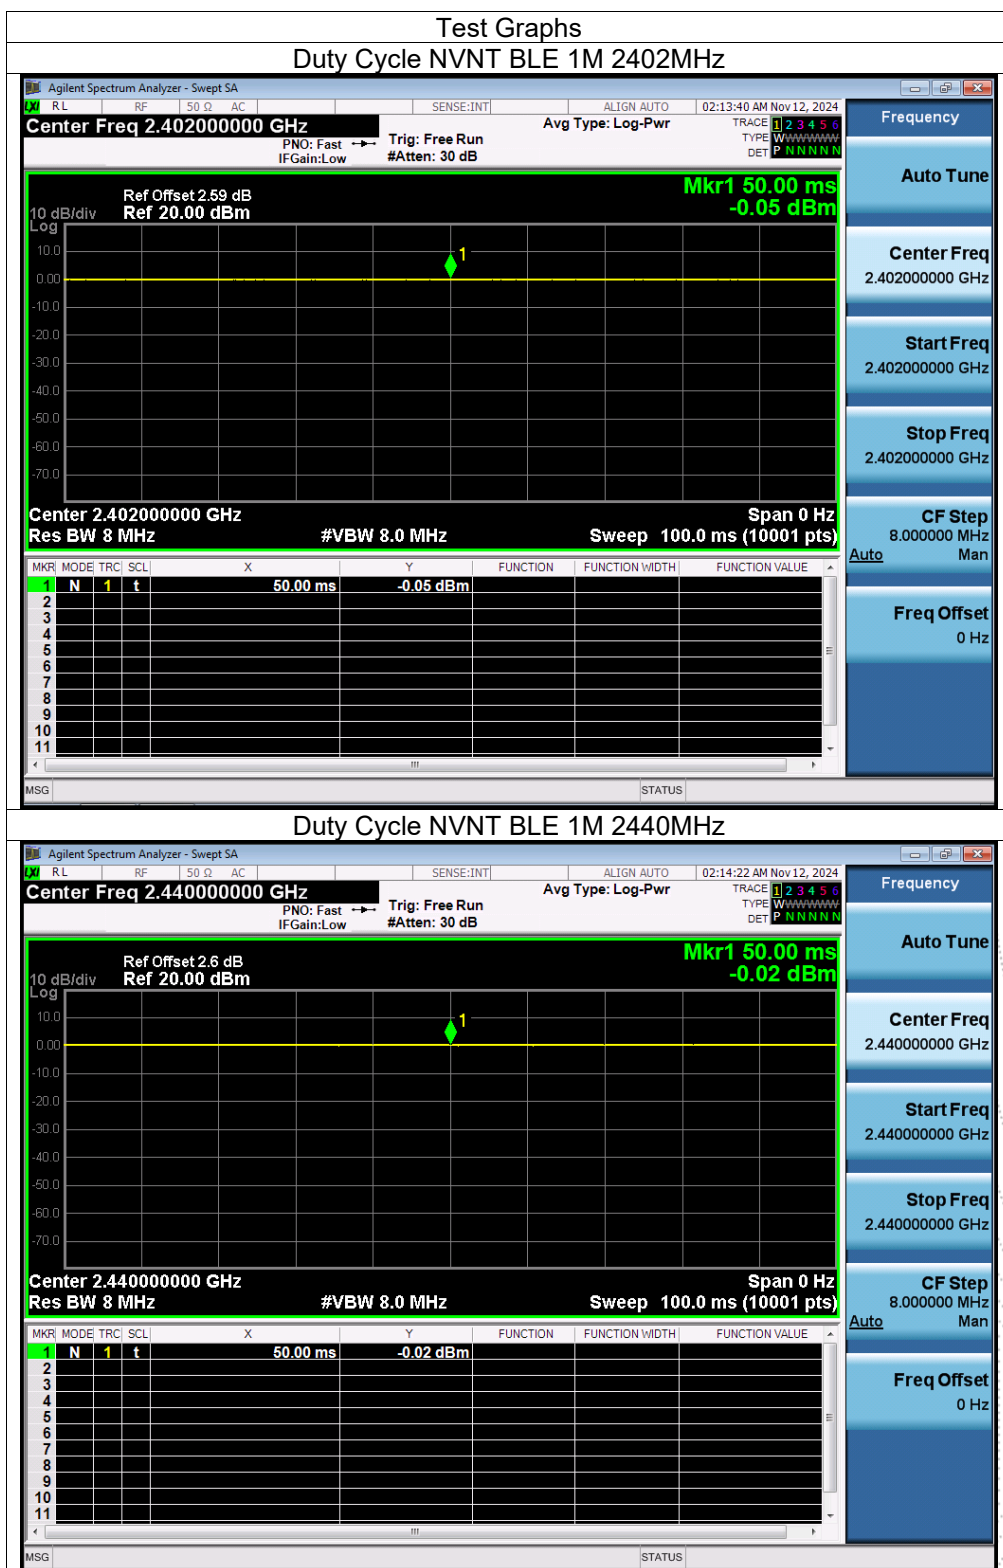 Test Graphs
Duty Cycle NVNT BLE 1M 2402MHz
Agilent Spectrum Analyzer - Swept SA
LXI RL RF 50 Ω AC SENSE:INT ALIGN AUTO 02:13:40 AM Nov 12, 2024
Center Freq 2.402000000 GHz Avg Type: Log-Pwr TRACE 1 2 3 4 5 6
PNO: Fast Trig: Free Run TYPE WWWWWW
IFGain:Low #Atten: 30 dB DET P N N N N N
Frequency
Auto Tune
Center Freq
2.402000000 GHz
Start Freq
2.402000000 GHz
Stop Freq
2.402000000 GHz
CF Step
8.000000 MHz
Auto Man
Freq Offset
0 Hz
Mkr1 50.00 ms
Ref Offset 2.59 dB
-0.05 dBm
10 dB/div Ref 20.00 dBm
Log
1
10.0
0.00
-10.0
-20.0
-30.0
-40.0
-50.0
-60.0
-70.0
Center 2.402000000 GHz Span 0 Hz
Res BW 8 MHz #VBW 8.0 MHz Sweep 100.0 ms (10001 pts)
MKR MODE TRC SCL X Y FUNCTION FUNCTION WIDTH FUNCTION VALUE
1 N 1 t 50.00 ms -0.05 dBm
2
3
4
5
6
7
8
9
10
11
MSG STATUS
Duty Cycle NVNT BLE 1M 2440MHz
Agilent Spectrum Analyzer - Swept SA
LXI RL RF 50 Ω AC SENSE:INT ALIGN AUTO 02:14:22 AM Nov 12, 2024
Center Freq 2.440000000 GHz Avg Type: Log-Pwr TRACE 1 2 3 4 5 6
PNO: Fast Trig: Free Run TYPE WWWWWW
IFGain:Low #Atten: 30 dB DET P N N N N N
Frequency
Auto Tune
Center Freq
2.440000000 GHz
Start Freq
2.440000000 GHz
Stop Freq
2.440000000 GHz
CF Step
8.000000 MHz
Auto Man
Freq Offset
0 Hz
Mkr1 50.00 ms
Ref Offset 2.6 dB
-0.02 dBm
10 dB/div Ref 20.00 dBm
Log
1
10.0
0.00
-10.0
-20.0
-30.0
-40.0
-50.0
-60.0
-70.0
Center 2.440000000 GHz Span 0 Hz
Res BW 8 MHz #VBW 8.0 MHz Sweep 100.0 ms (10001 pts)
MKR MODE TRC SCL X Y FUNCTION FUNCTION WIDTH FUNCTION VALUE
1 N 1 t 50.00 ms -0.02 dBm
2
3
4
5
6
7
8
9
10
11
MSG STATUS